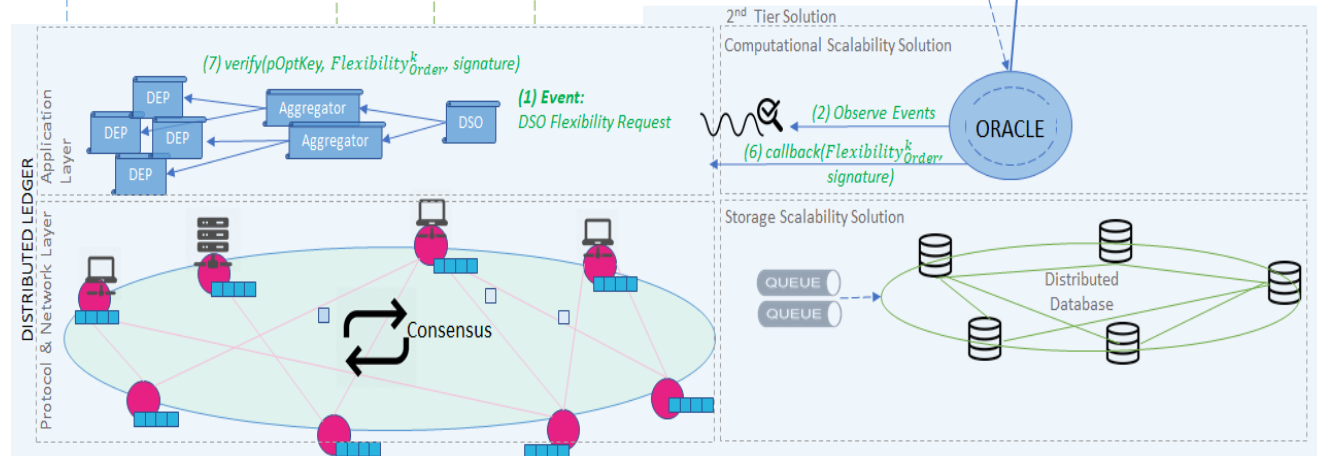 2nd Tier Solution
Computational Scalability Solution
(7) verify(pOptKey, Flexibility^k_Order, signature)
DEP
Aggregator
DSO
(1) Event:
DSO Flexibility Request
DEP
DEP
Aggregator
DEP
(2) Observe Events
ORACLE
(6) callback(Flexibility^k_Order,
signature)
DISTRIBUTED LEDGER
Application
Layer
Protocol & Network Layer
Consensus
Storage Scalability Solution
QUEUE
QUEUE
Distributed
Database